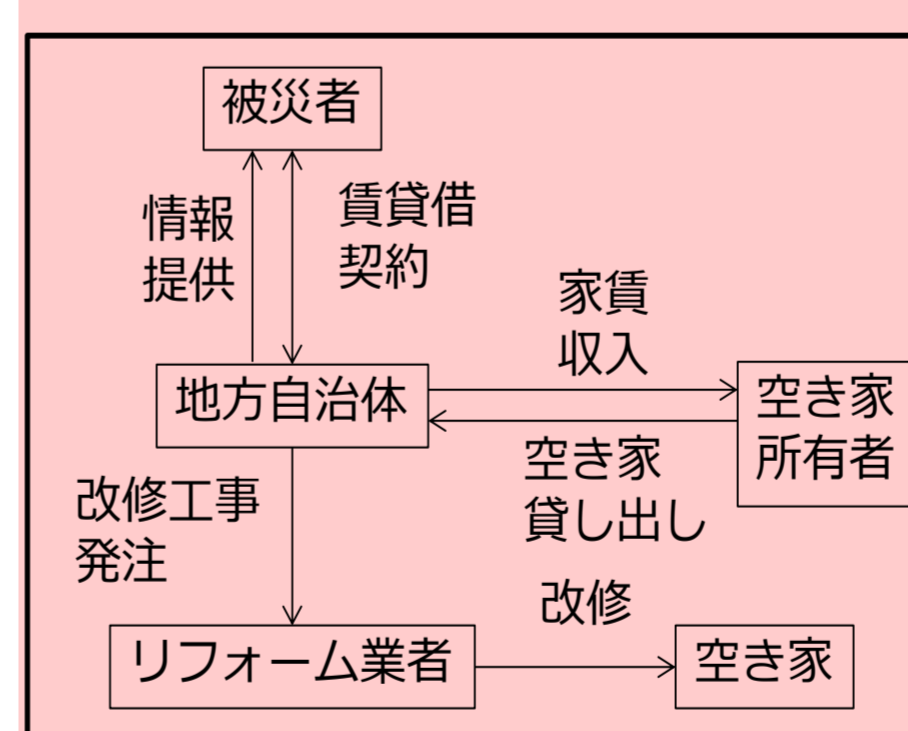 被災者
情報
提供
賃貸借
契約
家賃
収入
地方自治体
空き家
所有者
空き家
貸し出し
改修工事
発注
改修
リフォーム業者
空き家